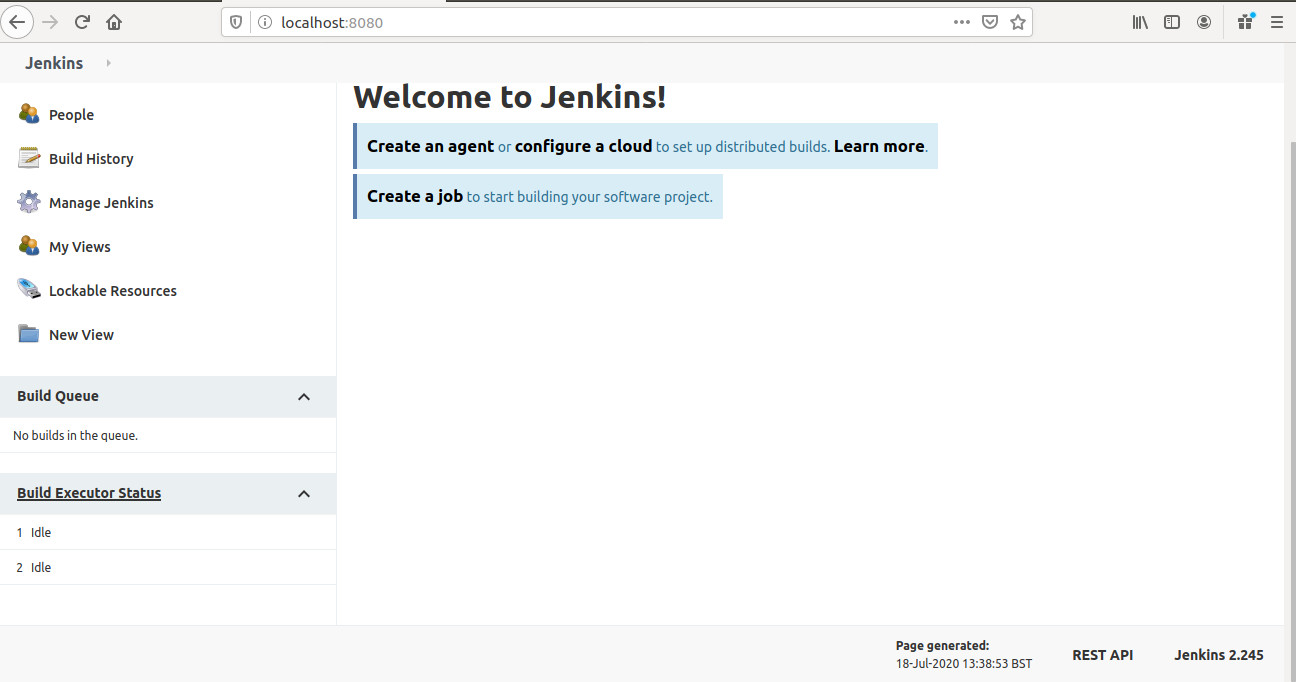 localhost:8080
Jenkins
People
Build History
Manage Jenkins
My Views
Lockable Resources
New View
Build Queue
No builds in the queue.
Build Executor Status
1 Idle
2 Idle
Welcome to Jenkins!
Create an agent or configure a cloud to set up distributed builds. Learn more.
Create a job to start building your software project.
Page generated:
18-Jul-2020 13:38:53 BST
REST API
Jenkins 2.245